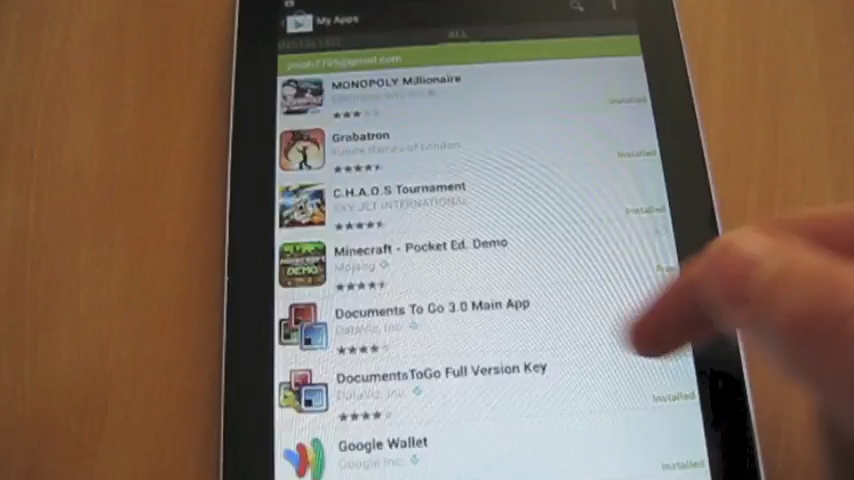 My Apps
INSTALLED
ALL
MONOPOLY Millionaire
Installed
Grabatron
Future Games of London
Installed
C.H.A.O.S Tournament
SKY JET INTERNATIONAL
Installed
Minecraft - Pocket Ed. Demo
Mojang
DEMO
Documents To Go 3.0 Main App
DataViz, Inc.
DocumentsToGo Full Version Key
DataViz, Inc.
Installed
Google Wallet
Google Inc.
Installed